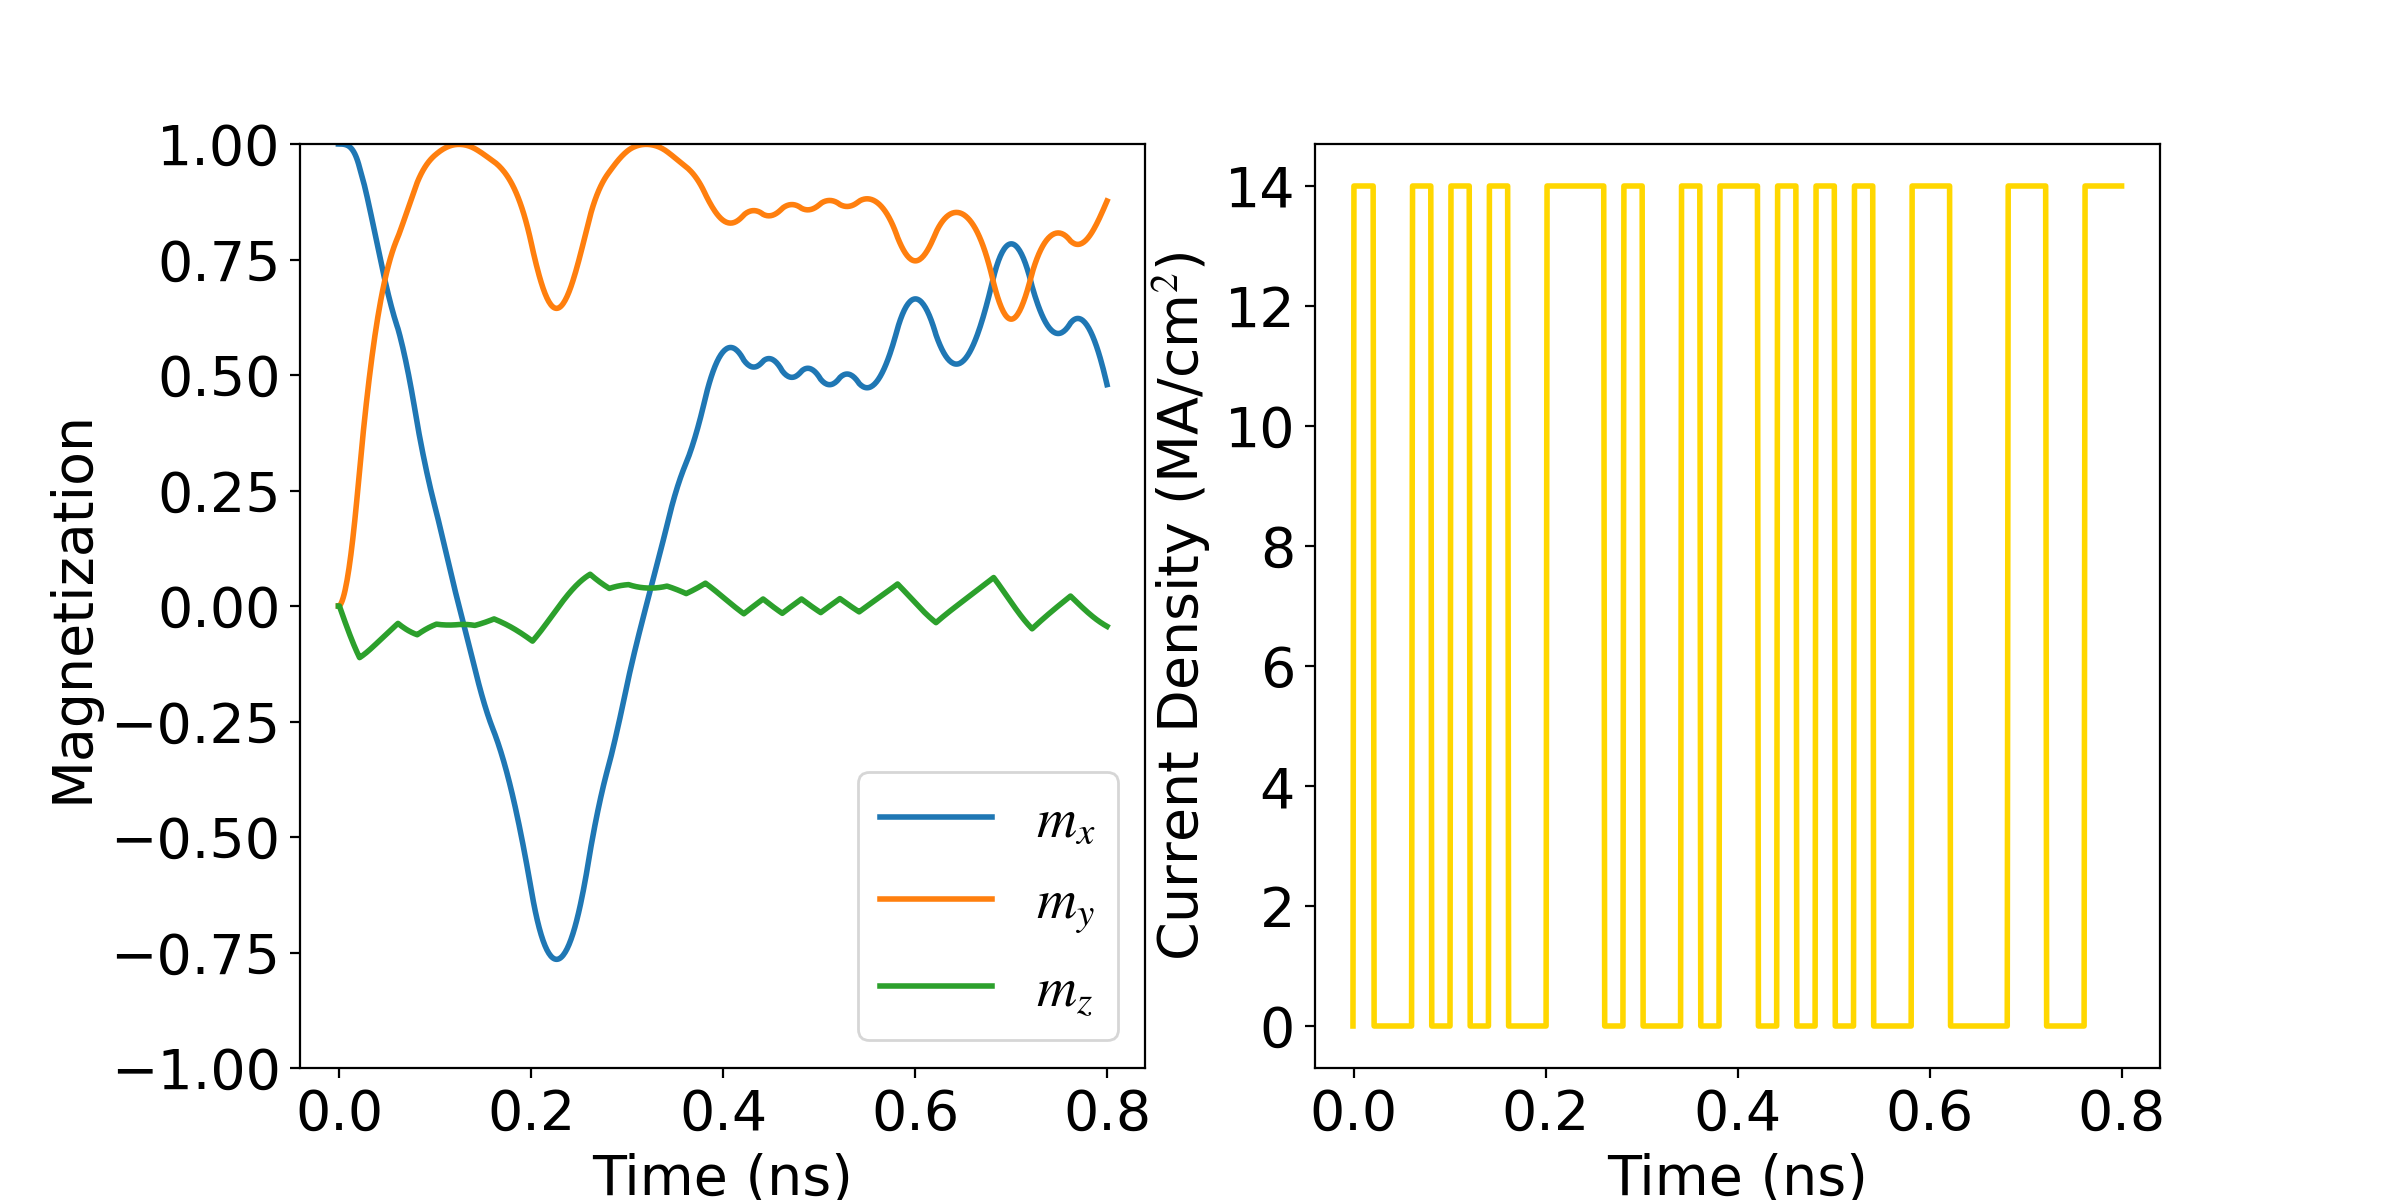 1.00
0.75
0.50
0.25
0.00
−0.25
−0.50
−0.75
−1.00
Magnetization
0.0 0.2 0.4 0.6 0.8
Time (ns)
m_x
m_y
m_z
14
12
10
8
6
4
2
0
Current Density (MA/cm²)
0.0 0.2 0.4 0.6 0.8
Time (ns)